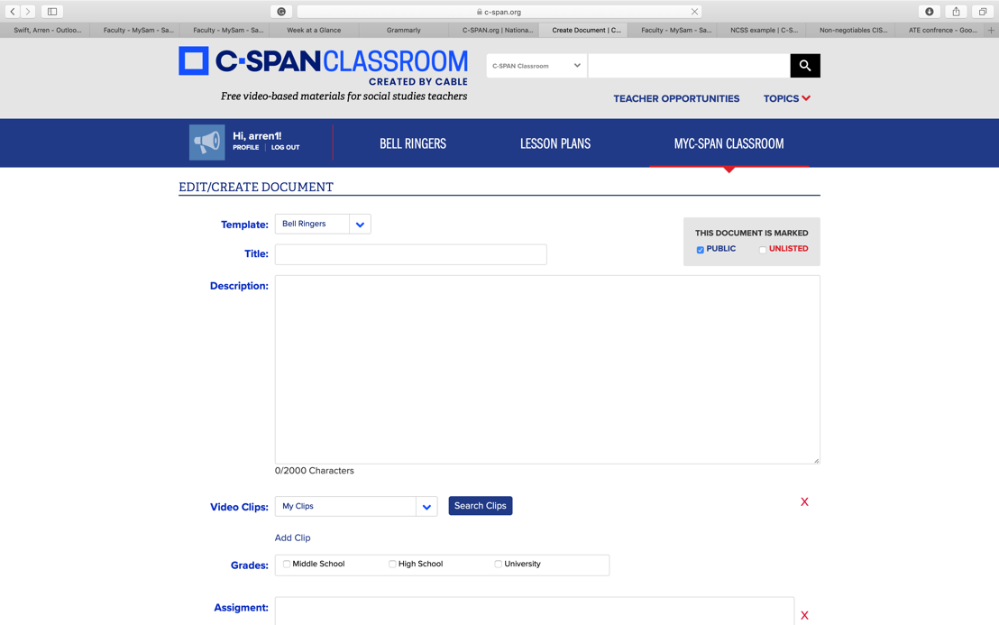 c-span.org
Swift, Arren - Outloo...
Faculty - MySam - Sa...
Faculty - MySam - Sa...
Week at a Glance
Grammarly
C-SPAN.org | Nationa...
Create Document | C...
Faculty - MySam - Sa...
NCSS example | C-S...
Non-negotiables CIS...
ATE confrence - Goo...
C·SPAN CLASSROOM
CREATED BY CABLE
Free video-based materials for social studies teachers
C-SPAN Classroom
TEACHER OPPORTUNITIES
TOPICS
Hi, arren1!
PROFILE | LOG OUT
BELL RINGERS
LESSON PLANS
MYC-SPAN CLASSROOM
EDIT/CREATE DOCUMENT
Template: Bell Ringers
THIS DOCUMENT IS MARKED
PUBLIC UNLISTED
Title:
Description:
0/2000 Characters
Video Clips: My Clips Search Clips X
Add Clip
Grades: Middle School High School University
Assigment: X